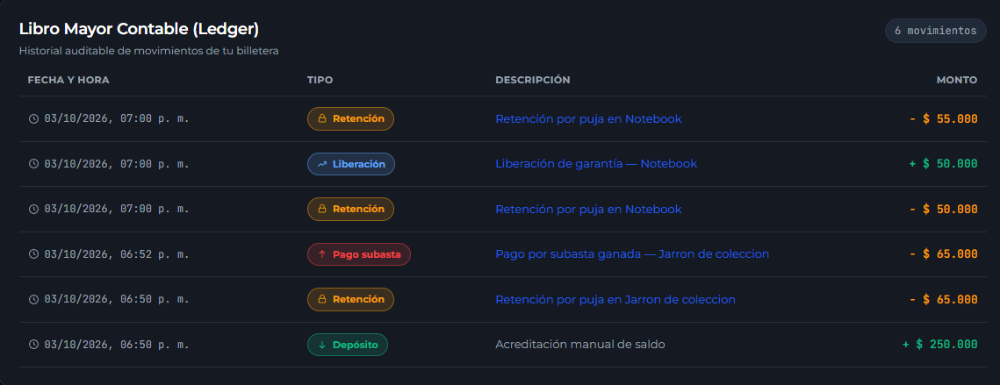 Libro Mayor Contable (Ledger)
6 movimientos
Historial auditable de movimientos de tu billetera
FECHA Y HORA TIPO DESCRIPCIÓN MONTO
03/10/2026, 07:00 p. m. Retención Retención por puja en Notebook - $ 55.000
03/10/2026, 07:00 p. m. Liberación Liberación de garantía — Notebook + $ 50.000
03/10/2026, 07:00 p. m. Retención Retención por puja en Notebook - $ 50.000
03/10/2026, 06:52 p. m. Pago subasta Pago por subasta ganada — Jarron de coleccion - $ 65.000
03/10/2026, 06:50 p. m. Retención Retención por puja en Jarron de coleccion - $ 65.000
03/10/2026, 06:50 p. m. Depósito Acreditación manual de saldo + $ 250.000